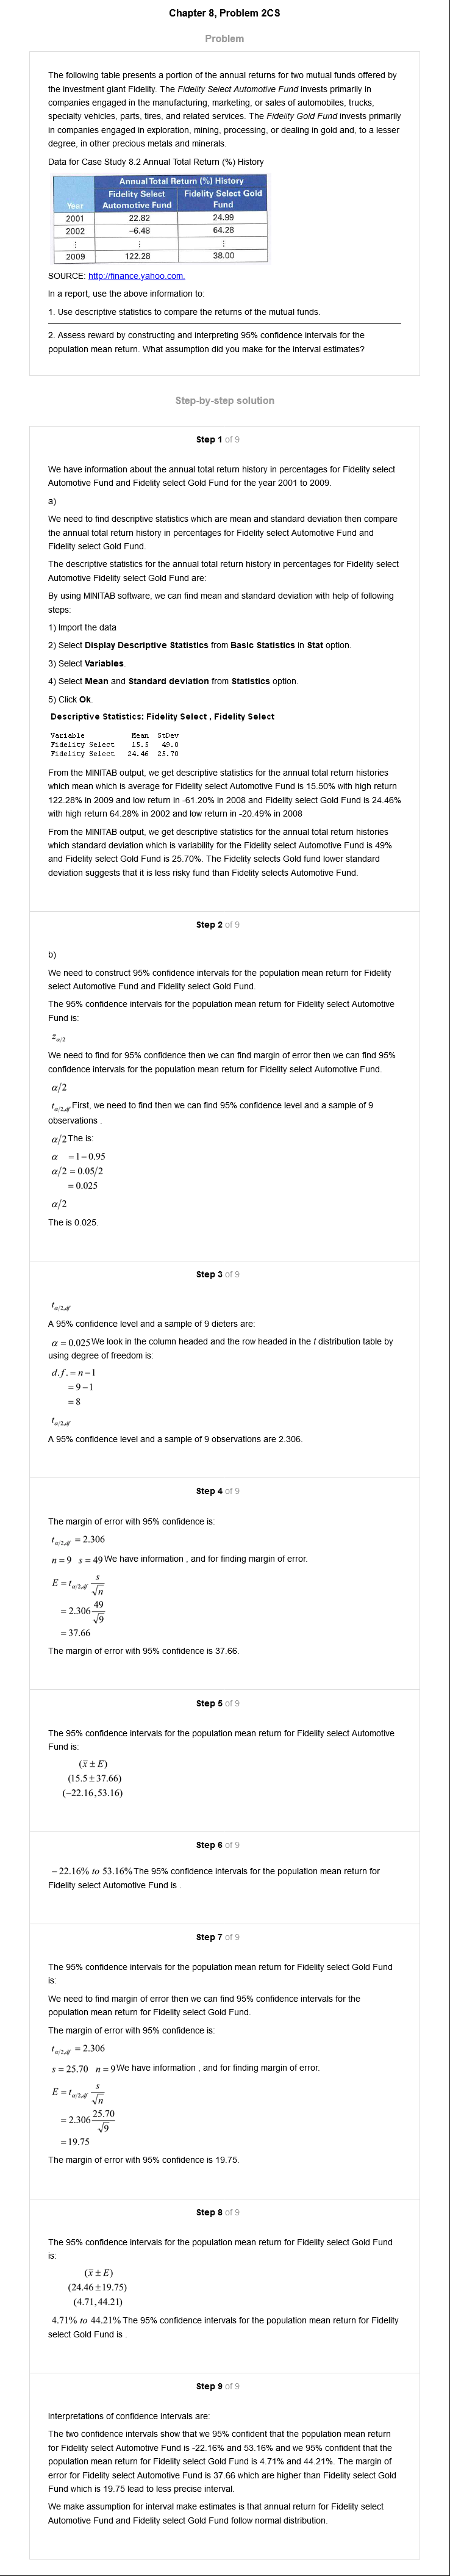 Chapter 8, Problem 2CS
Problem
The following table presents a portion of the annual returns for two mutual funds offered by
the investment giant Fidelity. The Fidelity Select Automotive Fund invests primarily in
companies engaged in the manufacturing, marketing, or sales of automobiles, trucks,
specialty vehicles, parts, tires, and related services. The Fidelity Gold Fund invests primarily
in companies engaged in exploration, mining, processing, or dealing in gold and, to a lesser
degree, in other precious metals and minerals.
Data for Case Study 8.2 Annual Total Return (%) History
Annual Total Return (%) History
Year Fidelity Select Automotive Fund Fidelity Select Gold Fund
2001 22.82 24.99
2002 –6.48 64.28
⋮ ⋮ ⋮
2009 122.28 38.00
SOURCE: http://finance.yahoo.com.
In a report, use the above information to:
1. Use descriptive statistics to compare the returns of the mutual funds.
2. Assess reward by constructing and interpreting 95% confidence intervals for the
population mean return. What assumption did you make for the interval estimates?
Step-by-step solution
Step 1 of 9
We have information about the annual total return history in percentages for Fidelity select
Automotive Fund and Fidelity select Gold Fund for the year 2001 to 2009.
a)
We need to find descriptive statistics which are mean and standard deviation then compare
the annual total return history in percentages for Fidelity select Automotive Fund and
Fidelity select Gold Fund.
The descriptive statistics for the annual total return history in percentages for Fidelity select
Automotive Fidelity select Gold Fund are:
By using MINITAB software, we can find mean and standard deviation with help of following
steps:
1) Import the data
2) Select Display Descriptive Statistics from Basic Statistics in Stat option.
3) Select Variables.
4) Select Mean and Standard deviation from Statistics option.
5) Click Ok.
Descriptive Statistics: Fidelity Select , Fidelity Select
Variable Mean StDev
Fidelity Select 15.5 49.0
Fidelity Select 24.46 25.70
From the MINITAB output, we get descriptive statistics for the annual total return histories
which mean which is average for Fidelity select Automotive Fund is 15.50% with high return
122.28% in 2009 and low return in -61.20% in 2008 and Fidelity select Gold Fund is 24.46%
with high return 64.28% in 2002 and low return in -20.49% in 2008
From the MINITAB output, we get descriptive statistics for the annual total return histories
which standard deviation which is variability for the Fidelity select Automotive Fund is 49%
and Fidelity select Gold Fund is 25.70%. The Fidelity selects Gold fund lower standard
deviation suggests that it is less risky fund than Fidelity selects Automotive Fund.
Step 2 of 9
b)
We need to construct 95% confidence intervals for the population mean return for Fidelity
select Automotive Fund and Fidelity select Gold Fund.
The 95% confidence intervals for the population mean return for Fidelity select Automotive
Fund is:
z_{α/2}
We need to find for 95% confidence then we can find margin of error then we can find 95%
confidence intervals for the population mean return for Fidelity select Automotive Fund.
α/2
t_{α/2,df} First, we need to find then we can find 95% confidence level and a sample of 9
observations .
α/2 The is:
α = 1 – 0.95
α/2 = 0.05/2
= 0.025
α/2
The is 0.025.
Step 3 of 9
t_{α/2,df}
A 95% confidence level and a sample of 9 dieters are:
α = 0.025 We look in the column headed and the row headed in the t distribution table by
using degree of freedom is:
d.f. = n – 1
= 9 – 1
= 8
t_{α/2,df}
A 95% confidence level and a sample of 9 observations are 2.306.
Step 4 of 9
The margin of error with 95% confidence is:
t_{α/2,df} = 2.306
n = 9 s = 49 We have information , and for finding margin of error.
E = t_{α/2,df} s/√n
= 2.306 49/√9
= 37.66
The margin of error with 95% confidence is 37.66.
Step 5 of 9
The 95% confidence intervals for the population mean return for Fidelity select Automotive
Fund is:
(x̄ ± E)
(15.5 ± 37.66)
(–22.16, 53.16)
Step 6 of 9
– 22.16% to 53.16% The 95% confidence intervals for the population mean return for
Fidelity select Automotive Fund is .
Step 7 of 9
The 95% confidence intervals for the population mean return for Fidelity select Gold Fund
is:
We need to find margin of error then we can find 95% confidence intervals for the
population mean return for Fidelity select Gold Fund.
The margin of error with 95% confidence is:
t_{α/2,df} = 2.306
s = 25.70 n = 9 We have information , and for finding margin of error.
E = t_{α/2,df} s/√n
= 2.306 25.70/√9
= 19.75
The margin of error with 95% confidence is 19.75.
Step 8 of 9
The 95% confidence intervals for the population mean return for Fidelity select Gold Fund
is:
(x̄ ± E)
(24.46 ± 19.75)
(4.71, 44.21)
4.71% to 44.21% The 95% confidence intervals for the population mean return for Fidelity
select Gold Fund is .
Step 9 of 9
Interpretations of confidence intervals are:
The two confidence intervals show that we 95% confident that the population mean return
for Fidelity select Automotive Fund is -22.16% and 53.16% and we 95% confident that the
population mean return for Fidelity select Gold Fund is 4.71% and 44.21%. The margin of
error for Fidelity select Automotive Fund is 37.66 which are higher than Fidelity select Gold
Fund which is 19.75 lead to less precise interval.
We make assumption for interval make estimates is that annual return for Fidelity select
Automotive Fund and Fidelity select Gold Fund follow normal distribution.